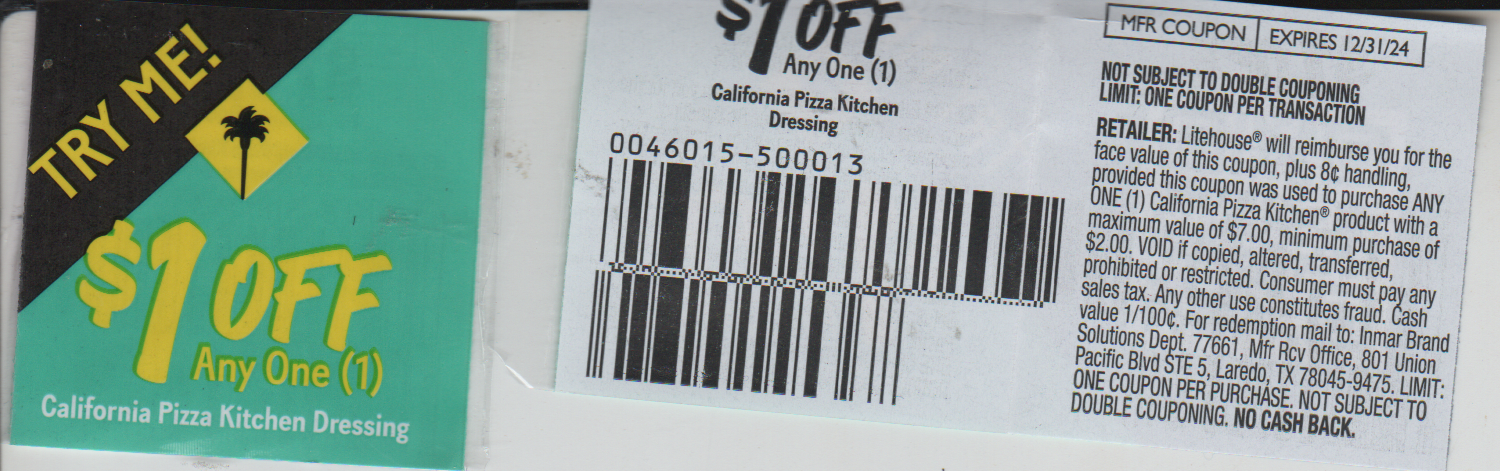 TRY ME!
$1 OFF
Any One (1)
California Pizza Kitchen Dressing
$1 OFF
Any One (1)
California Pizza Kitchen
Dressing
0046015-500013
MFR COUPON EXPIRES 12/31/24
NOT SUBJECT TO DOUBLE COUPONING
LIMIT: ONE COUPON PER TRANSACTION
RETAILER: Litehouse® will reimburse you for the
face value of this coupon, plus 8¢ handling,
provided this coupon was used to purchase ANY
ONE (1) California Pizza Kitchen® product with a
maximum value of $7.00, minimum purchase of
$2.00. VOID if copied, altered, transferred,
prohibited or restricted. Consumer must pay any
sales tax. Any other use constitutes fraud. Cash
value 1/100¢. For redemption mail to: Inmar Brand
Solutions Dept. 77661, Mfr Rcv Office, 801 Union
Pacific Blvd STE 5, Laredo, TX 78045-9475. LIMIT:
ONE COUPON PER PURCHASE. NOT SUBJECT TO
DOUBLE COUPONING. NO CASH BACK.